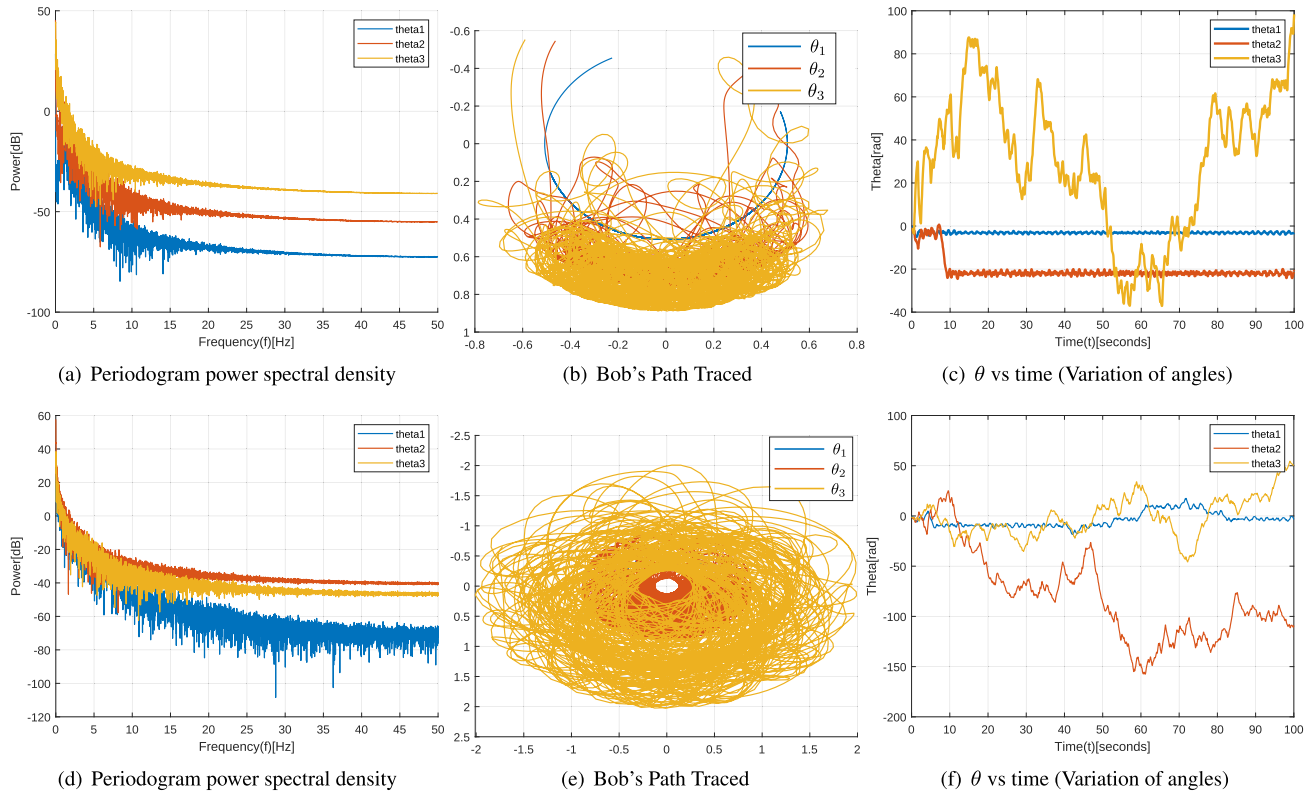 50
0
-50
-100
Power[dB]
0 5 10 15 20 25 30 35 40 45 50
Frequency(f)[Hz]
theta1
theta2
theta3
(a) Periodogram power spectral density
-0.6
-0.4
-0.2
0
0.2
0.4
0.6
0.8
1
-0.8 -0.6 -0.4 -0.2 0 0.2 0.4 0.6 0.8
θ1
θ2
θ3
(b) Bob's Path Traced
100
80
60
40
20
0
-20
-40
Theta[rad]
0 10 20 30 40 50 60 70 80 90 100
Time(t)[seconds]
theta1
theta2
theta3
(c) θ vs time (Variation of angles)
60
40
20
0
-20
-40
-60
-80
-100
-120
Power[dB]
0 5 10 15 20 25 30 35 40 45 50
Frequency(f)[Hz]
theta1
theta2
theta3
(d) Periodogram power spectral density
-2.5
-2
-1.5
-1
-0.5
0
0.5
1
1.5
2
2.5
-2 -1.5 -1 -0.5 0 0.5 1 1.5 2
θ1
θ2
θ3
(e) Bob's Path Traced
100
50
0
-50
-100
-150
-200
Theta[rad]
0 10 20 30 40 50 60 70 80 90 100
Time(t)[seconds]
theta1
theta2
theta3
(f) θ vs time (Variation of angles)